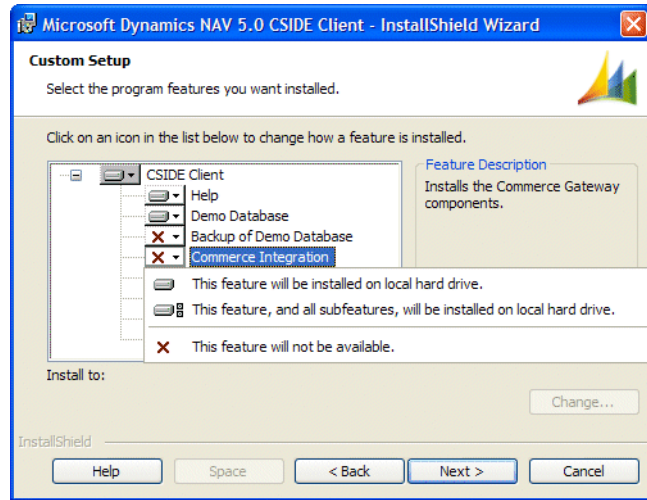 Microsoft Dynamics NAV 5.0 CSIDE Client - InstallShield Wizard
Custom Setup
Select the program features you want installed.
Click on an icon in the list below to change how a feature is installed.
CSIDE Client
Help
Demo Database
Backup of Demo Database
Commerce Integration
Feature Description
Installs the Commerce Gateway
components.
This feature will be installed on local hard drive.
This feature, and all subfeatures, will be installed on local hard drive.
This feature will not be available.
Install to:
Change...
InstallShield
Help
Space
< Back
Next >
Cancel